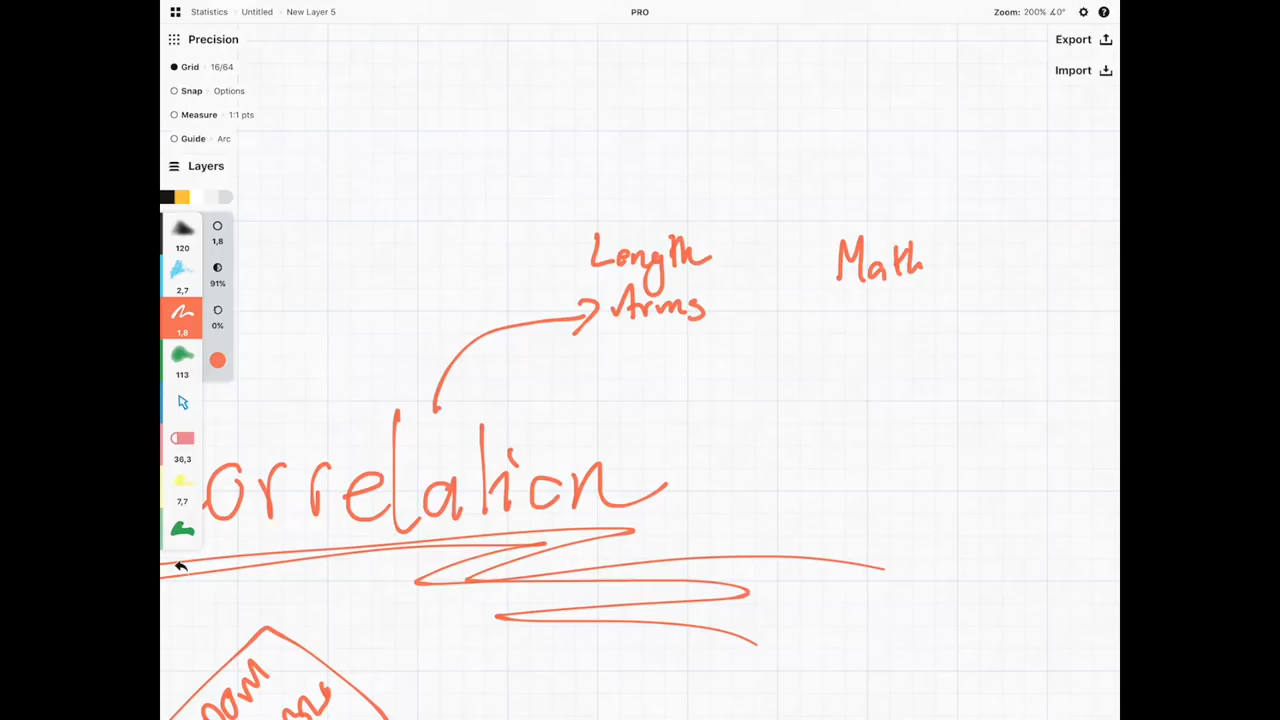 Statistics › Untitled › New Layer 5
PRO
Zoom: 200% ∠0°
Precision
Grid › 16/64
Snap › Options
Measure › 1:1 pts
Guide › Arc
Layers
Export
Import
120
2,7
1,8
113
36,3
7,7
1,8
91%
0%
Length
Arms
Math
orrelation
oom